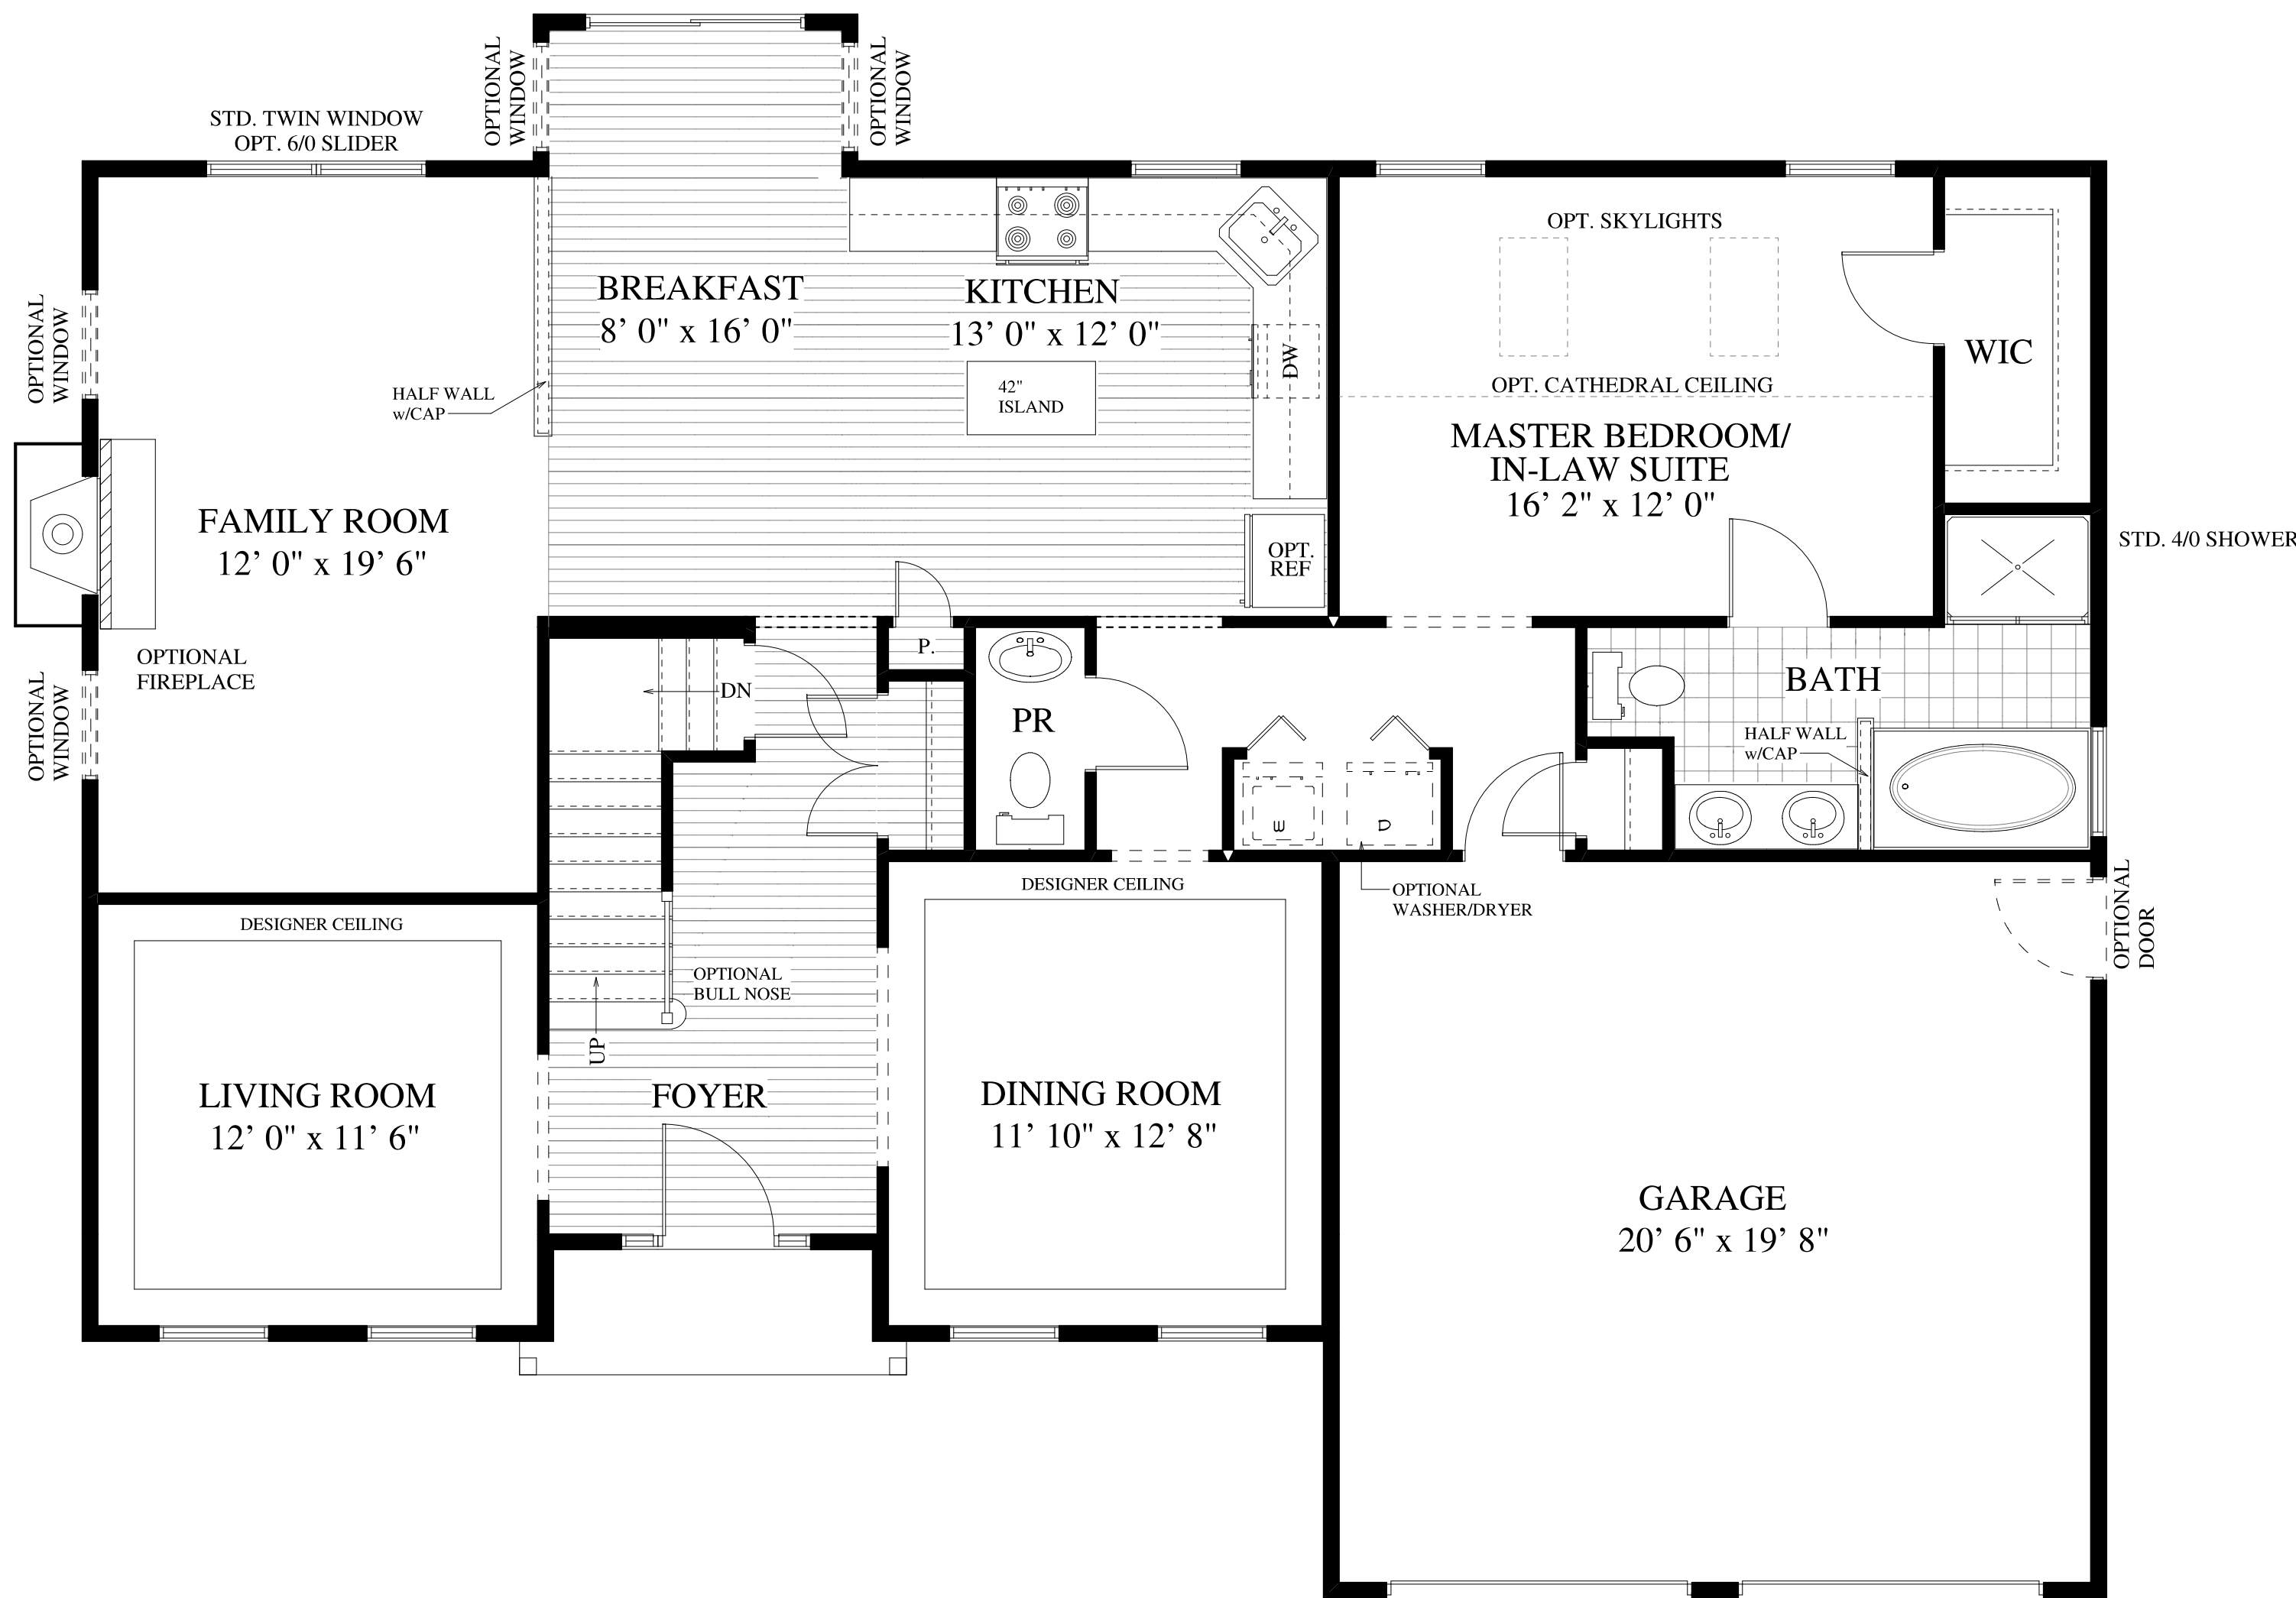 OPTIONAL
WINDOW
OPTIONAL
WINDOW
STD. TWIN WINDOW
OPT. 6/0 SLIDER
OPT. SKYLIGHTS
BREAKFAST
8' 0" x 16' 0"
KITCHEN
13' 0" x 12' 0"
OPTIONAL
WINDOW
HALF WALL
w/CAP
42"
ISLAND
DW
WIC
OPT. CATHEDRAL CEILING
MASTER BEDROOM/
IN-LAW SUITE
16' 2" x 12' 0"
FAMILY ROOM
12' 0" x 19' 6"
OPT.
REF
STD. 4/0 SHOWER
OPTIONAL
FIREPLACE
OPTIONAL
WINDOW
DN
P.
PR
BATH
HALF WALL
w/CAP
W
D
DESIGNER CEILING
DESIGNER CEILING
OPTIONAL
WASHER/DRYER
OPTIONAL
DOOR
OPTIONAL
BULL NOSE
UP
LIVING ROOM
12' 0" x 11' 6"
FOYER
DINING ROOM
11' 10" x 12' 8"
GARAGE
20' 6" x 19' 8"